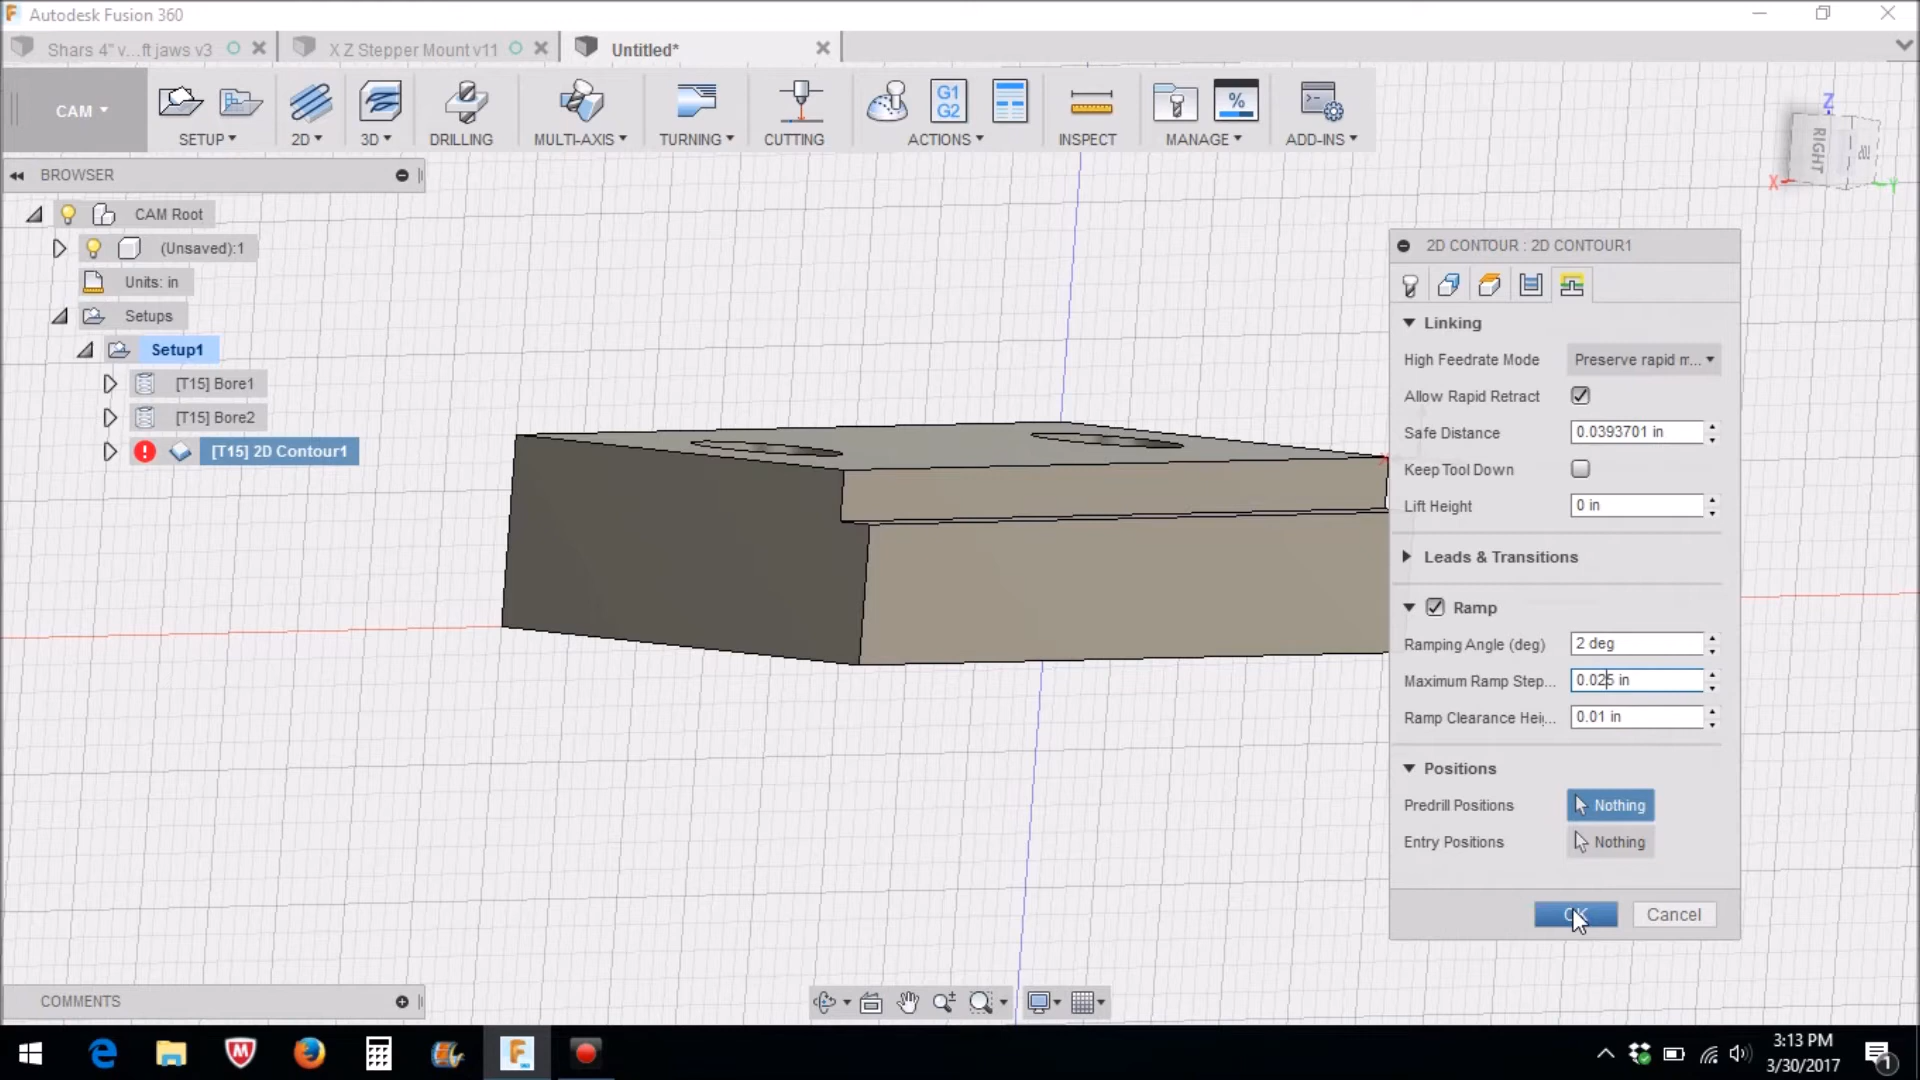 Autodesk Fusion 360
Shars 4" v...ft jaws v3
X Z Stepper Mount v11
Untitled*
CAM
SETUP
2D
3D
DRILLING
MULTI-AXIS
TURNING
CUTTING
G1
G2
ACTIONS
INSPECT
%
MANAGE
ADD-INS
Z
RIGHT
X
Y
BROWSER
CAM Root
(Unsaved):1
Units: in
Setups
Setup1
[T15] Bore1
[T15] Bore2
[T15] 2D Contour1
2D CONTOUR : 2D CONTOUR1
Linking
High Feedrate Mode
Preserve rapid m...
Allow Rapid Retract
Safe Distance
0.0393701 in
Keep Tool Down
Lift Height
0 in
Leads & Transitions
Ramp
Ramping Angle (deg)
2 deg
Maximum Ramp Step...
0.025 in
Ramp Clearance Hei...
0.01 in
Positions
Predrill Positions
Nothing
Entry Positions
Nothing
OK
Cancel
COMMENTS
3:13 PM
3/30/2017
1